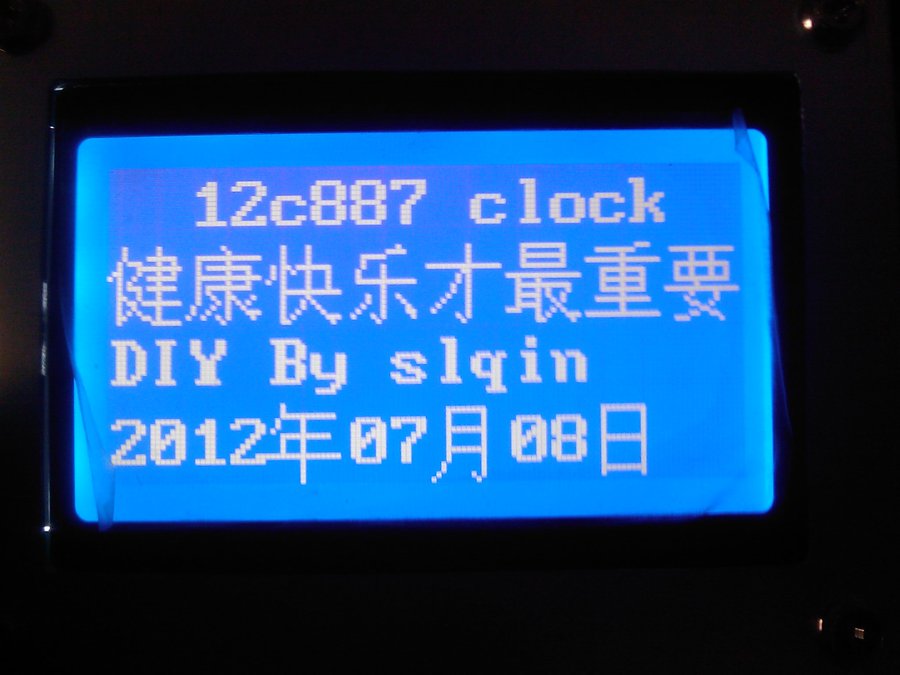 12c887 clock
健康快乐才最重要
DIY By slqin
2012年07月08日